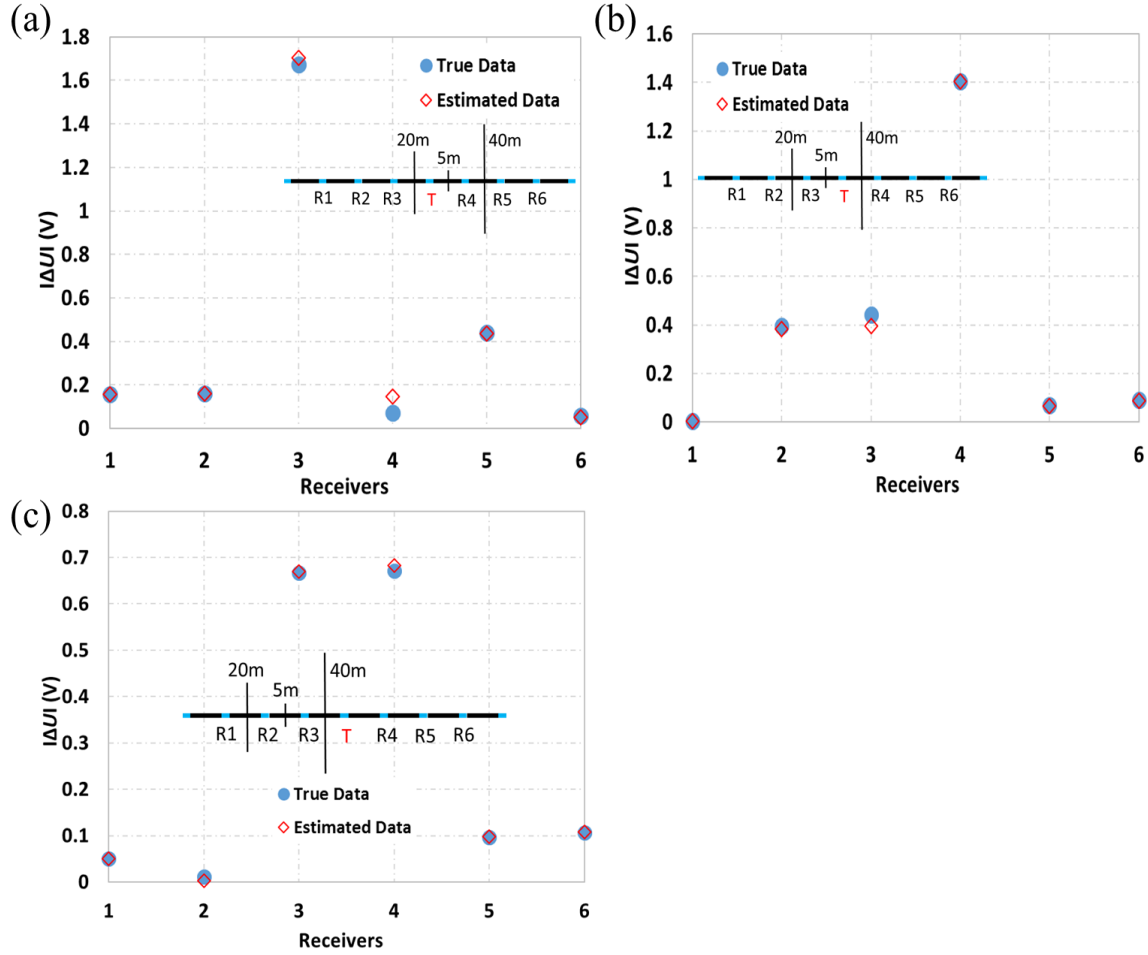 (a)
1.8
1.6
1.4
1.2
1
0.8
0.6
0.4
0.2
0
I∆UI (V)
True Data
Estimated Data
20m
40m
5m
R1 R2 R3 T R4 R5 R6
1 2 3 4 5 6
Receivers
(b)
1.6
1.4
1.2
1
0.8
0.6
0.4
0.2
0
I∆UI (V)
True Data
Estimated Data
20m
40m
5m
R1 R2 R3 T R4 R5 R6
1 2 3 4 5 6
Receivers
(c)
0.8
0.7
0.6
0.5
0.4
0.3
0.2
0.1
0
I∆UI (V)
20m
40m
5m
R1 R2 R3 T R4 R5 R6
True Data
Estimated Data
1 2 3 4 5 6
Receivers